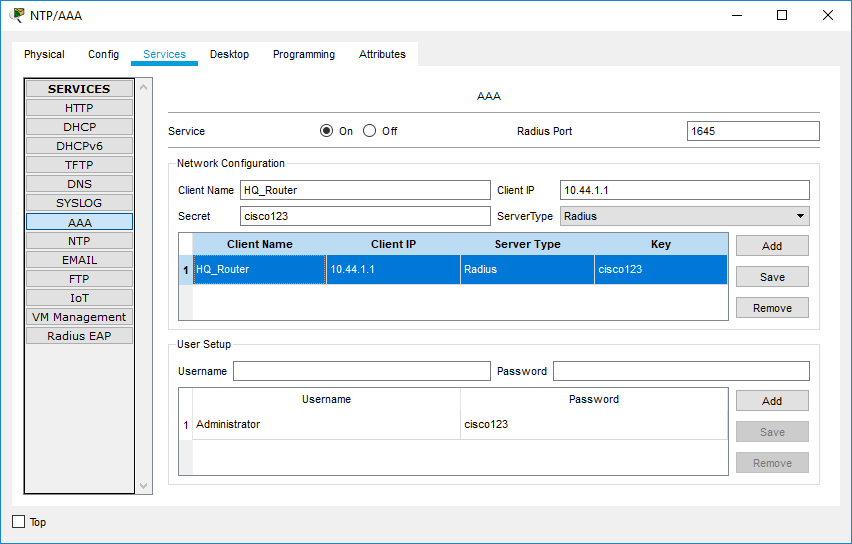 NTP/AAA
Physical Config Services Desktop Programming Attributes
SERVICES
HTTP
DHCP
DHCPv6
TFTP
DNS
SYSLOG
AAA
NTP
EMAIL
FTP
IoT
VM Management
Radius EAP
AAA
Service On Off Radius Port 1645
Network Configuration
Client Name HQ_Router Client IP 10.44.1.1
Secret cisco123 ServerType Radius
Client Name Client IP Server Type Key
1 HQ_Router 10.44.1.1 Radius cisco123
Add
Save
Remove
User Setup
Username Password
Username Password
1 Administrator cisco123
Add
Save
Remove
Top